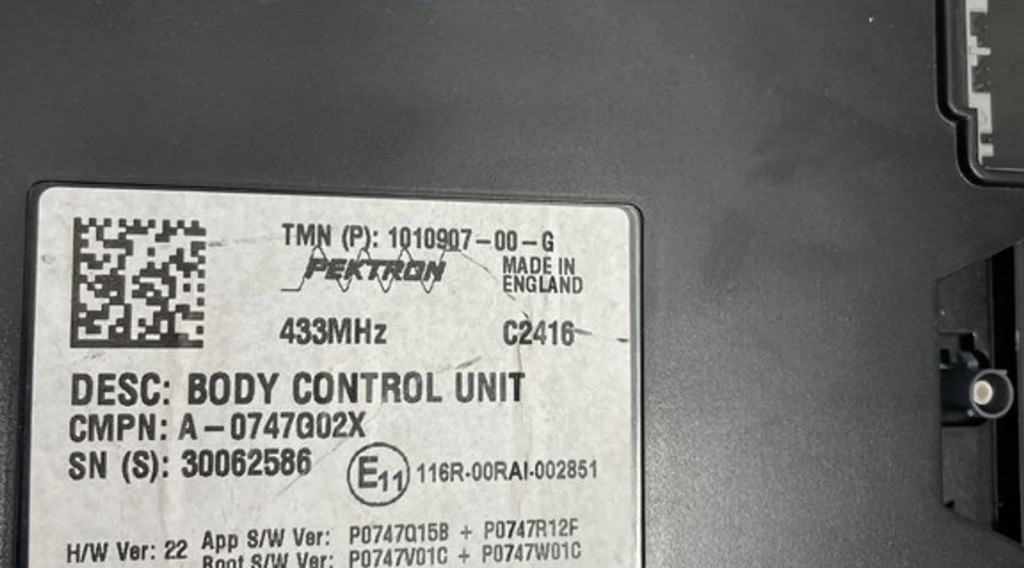 TMN (P): 1010907-00-G
PEKTRON
MADE IN
ENGLAND
433MHz
C2416
DESC: BODY CONTROL UNIT
CMPN: A-0747Q02X
SN (S): 30062586
E11 116R-00RAI-002851
H/W Ver: 22
App S/W Ver: P0747Q15B + P0747R12F
Boot S/W Ver: P0747V01C + P0747W01C